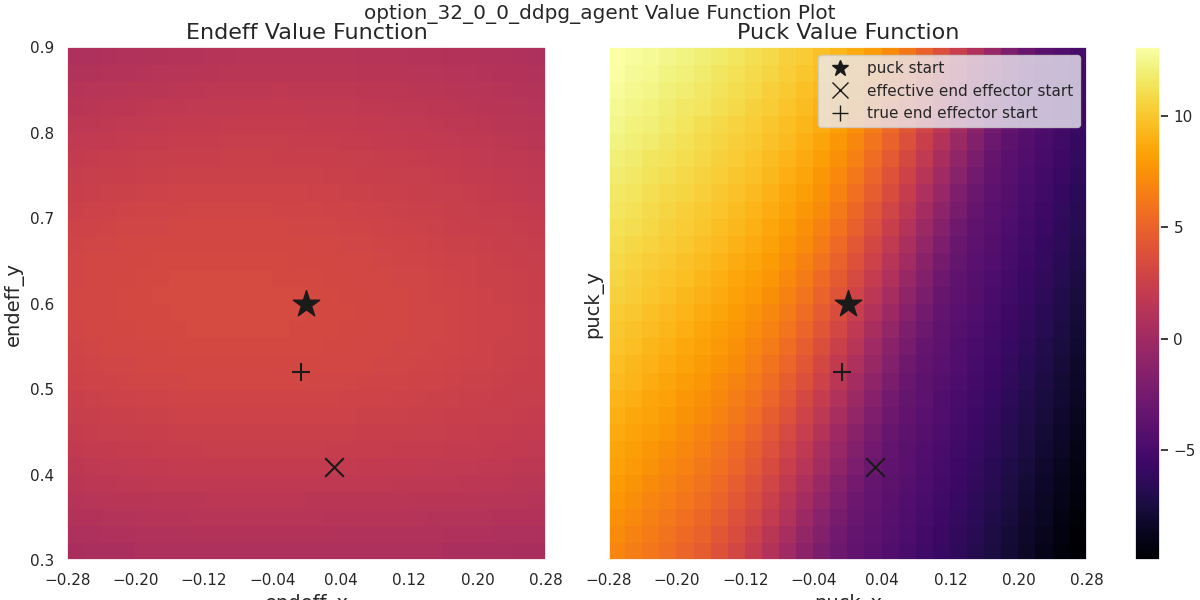 option_32_0_0_ddpg_agent Value Function Plot
Endeff Value Function
Puck Value Function
puck start
effective end effector start
true end effector start
0.9
0.8
0.7
0.6
0.5
0.4
0.3
endeff_y
−0.28 −0.20 −0.12 −0.04 0.04 0.12 0.20 0.28
endeff_x
puck_y
−0.28 −0.20 −0.12 −0.04 0.04 0.12 0.20 0.28
puck_x
10
5
0
−5